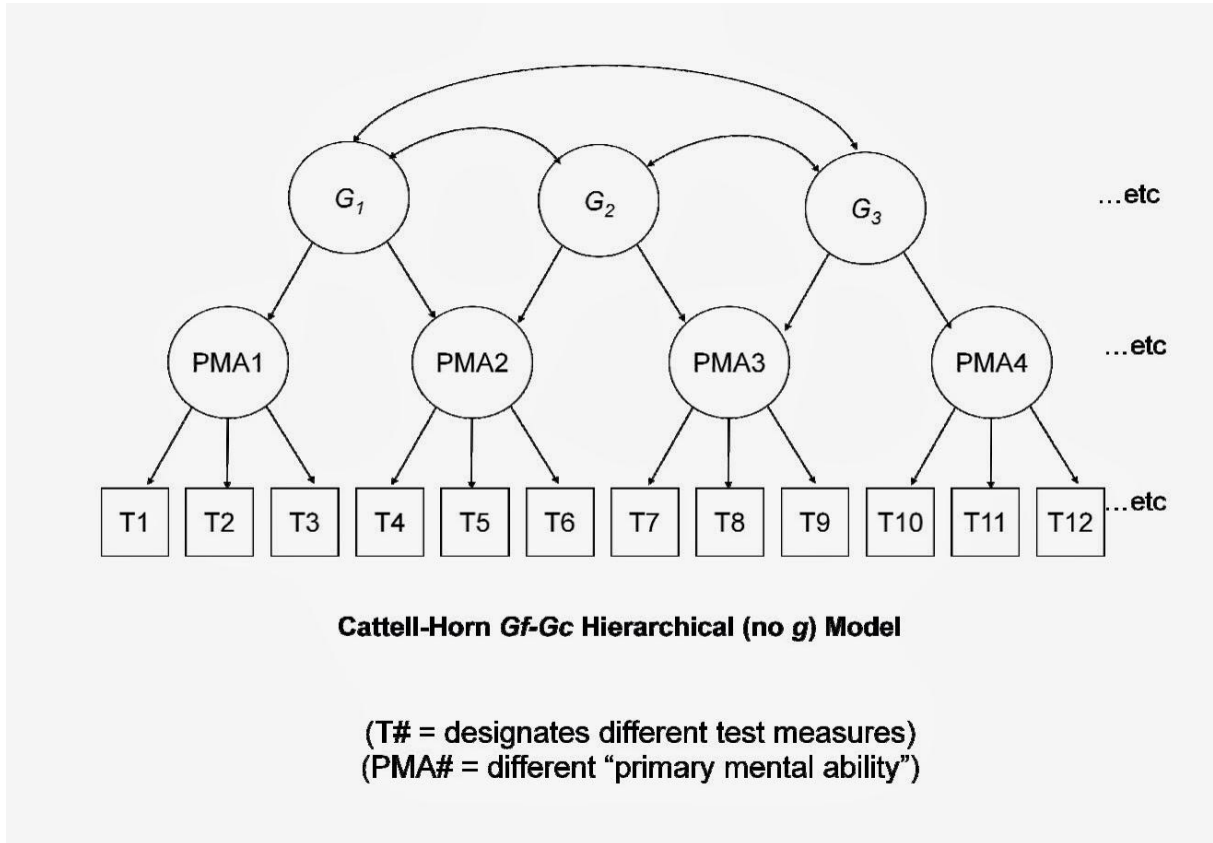 G1 G2 G3 ...etc
PMA1 PMA2 PMA3 PMA4 ...etc
T1 T2 T3 T4 T5 T6 T7 T8 T9 T10 T11 T12 ...etc
Cattell-Horn Gf-Gc Hierarchical (no g) Model
(T# = designates different test measures)
(PMA# = different “primary mental ability”)